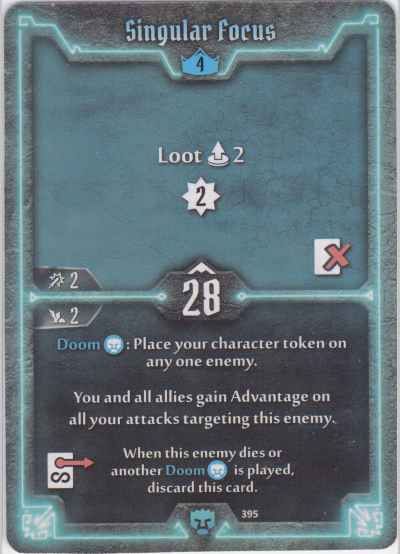 Singular Focus
4
Loot 2
2
2
28
2
Doom : Place your character token on
any one enemy.
You and all allies gain Advantage on
all your attacks targeting this enemy.
When this enemy dies or
another Doom is played,
discard this card.
395